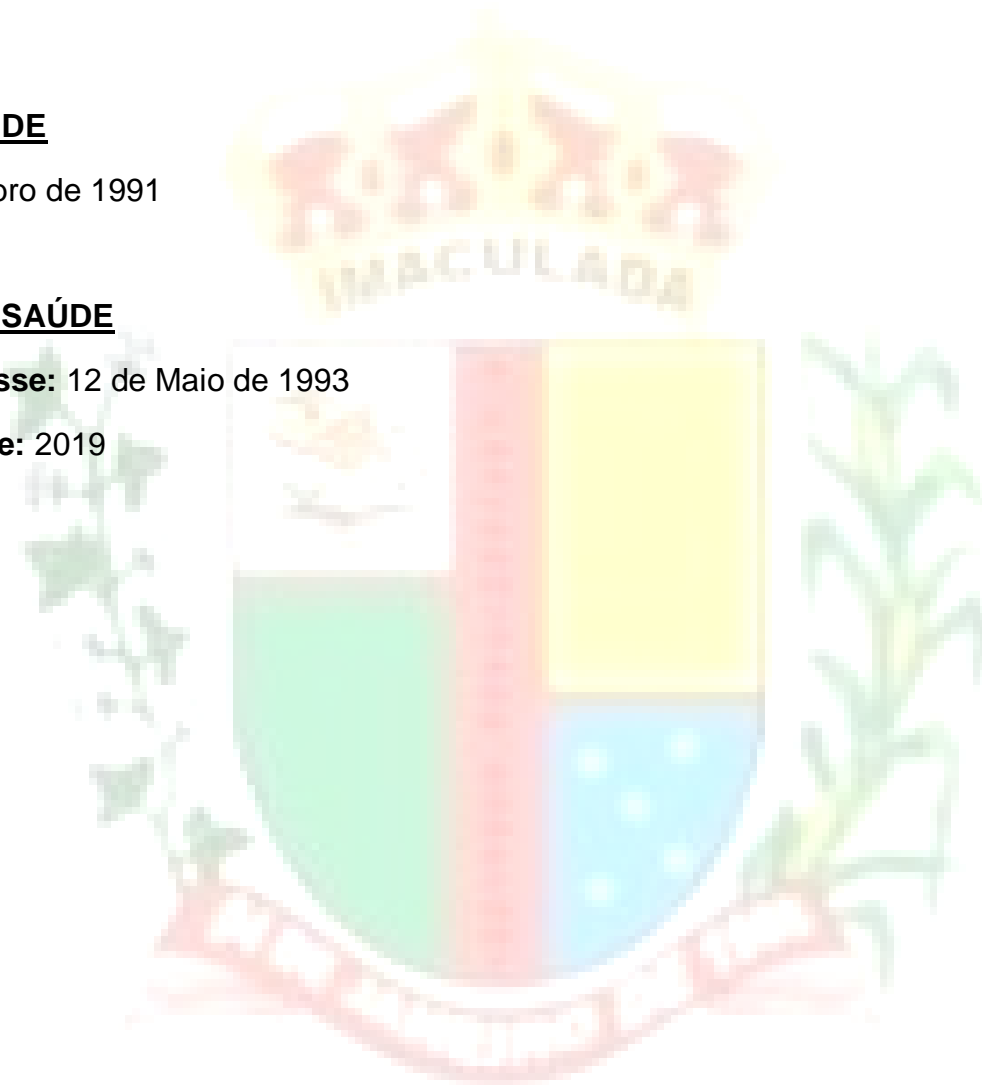 DE
bro de 1991
IMACULADA
SAÚDE
sse: 12 de Maio de 1993
e: 2019